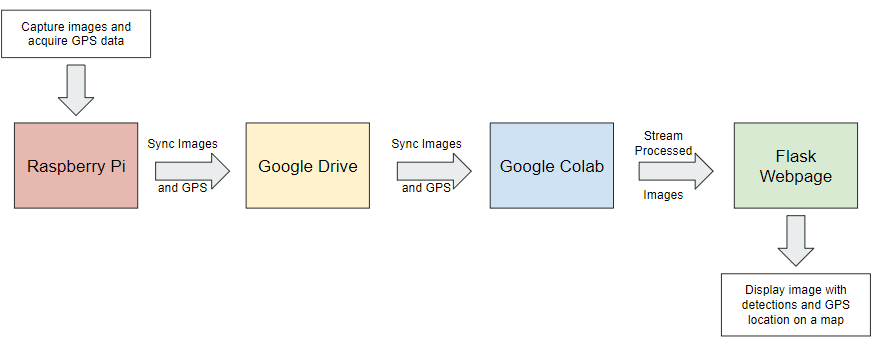 Capture images and
acquire GPS data
Raspberry Pi
Sync Images
and GPS
Google Drive
Sync Images
and GPS
Google Colab
Stream
Processed
Images
Flask
Webpage
Display image with
detections and GPS
location on a map